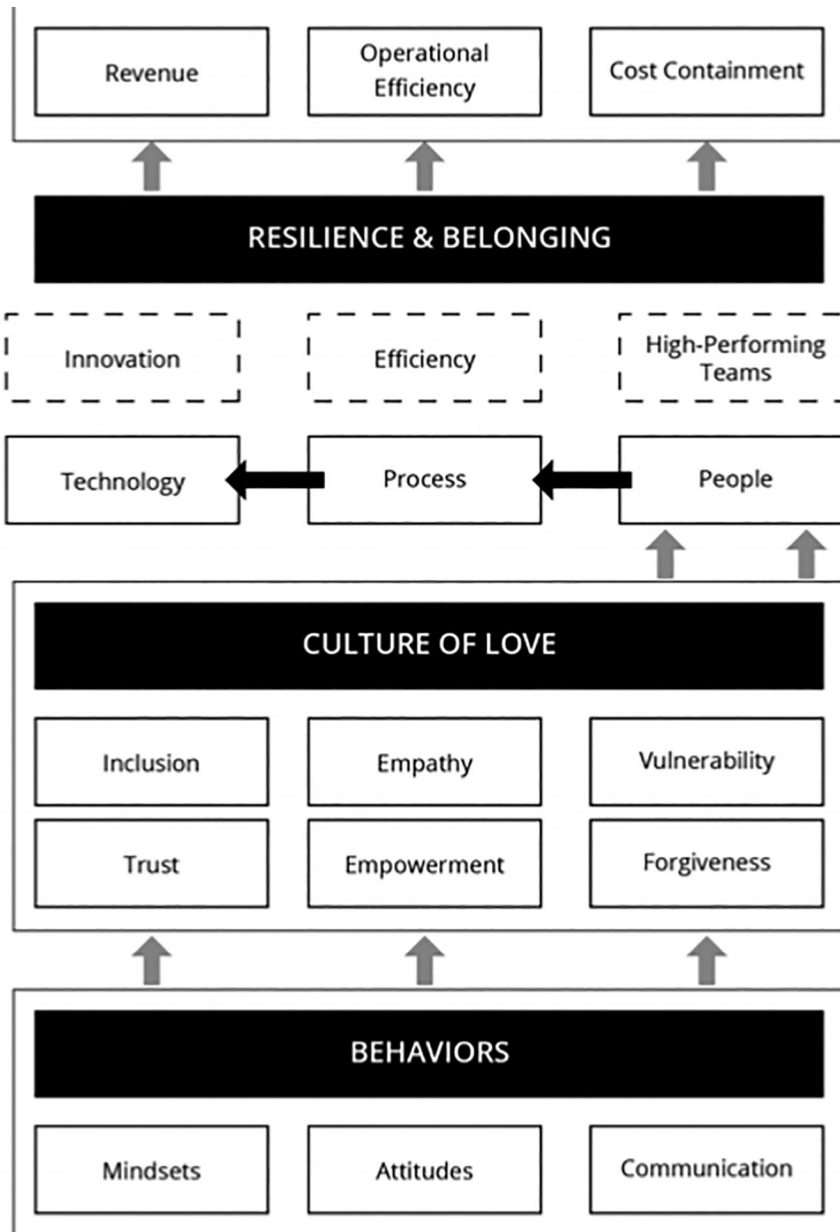 Revenue
Operational
Efficiency
Cost Containment
RESILIENCE & BELONGING
Innovation
Efficiency
High-Performing
Teams
Technology
Process
People
CULTURE OF LOVE
Inclusion
Empathy
Vulnerability
Trust
Empowerment
Forgiveness
BEHAVIORS
Mindsets
Attitudes
Communication